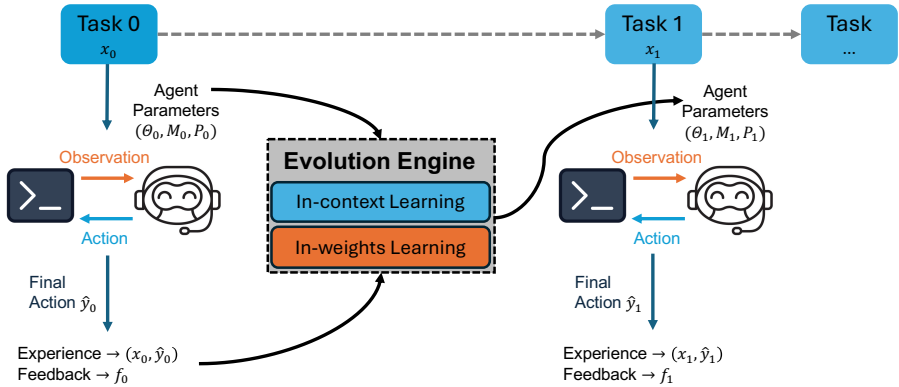 Task 0
x₀
Task 1
x₁
Task
...
Agent
Parameters
(Θ₀, M₀, P₀)
Agent
Parameters
(Θ₁, M₁, P₁)
Evolution Engine
In-context Learning
In-weights Learning
Observation
>_
Action
Observation
>_
Action
Final
Action ŷ₀
Final
Action ŷ₁
Experience → (x₀, ŷ₀)
Feedback → f₀
Experience → (x₁, ŷ₁)
Feedback → f₁